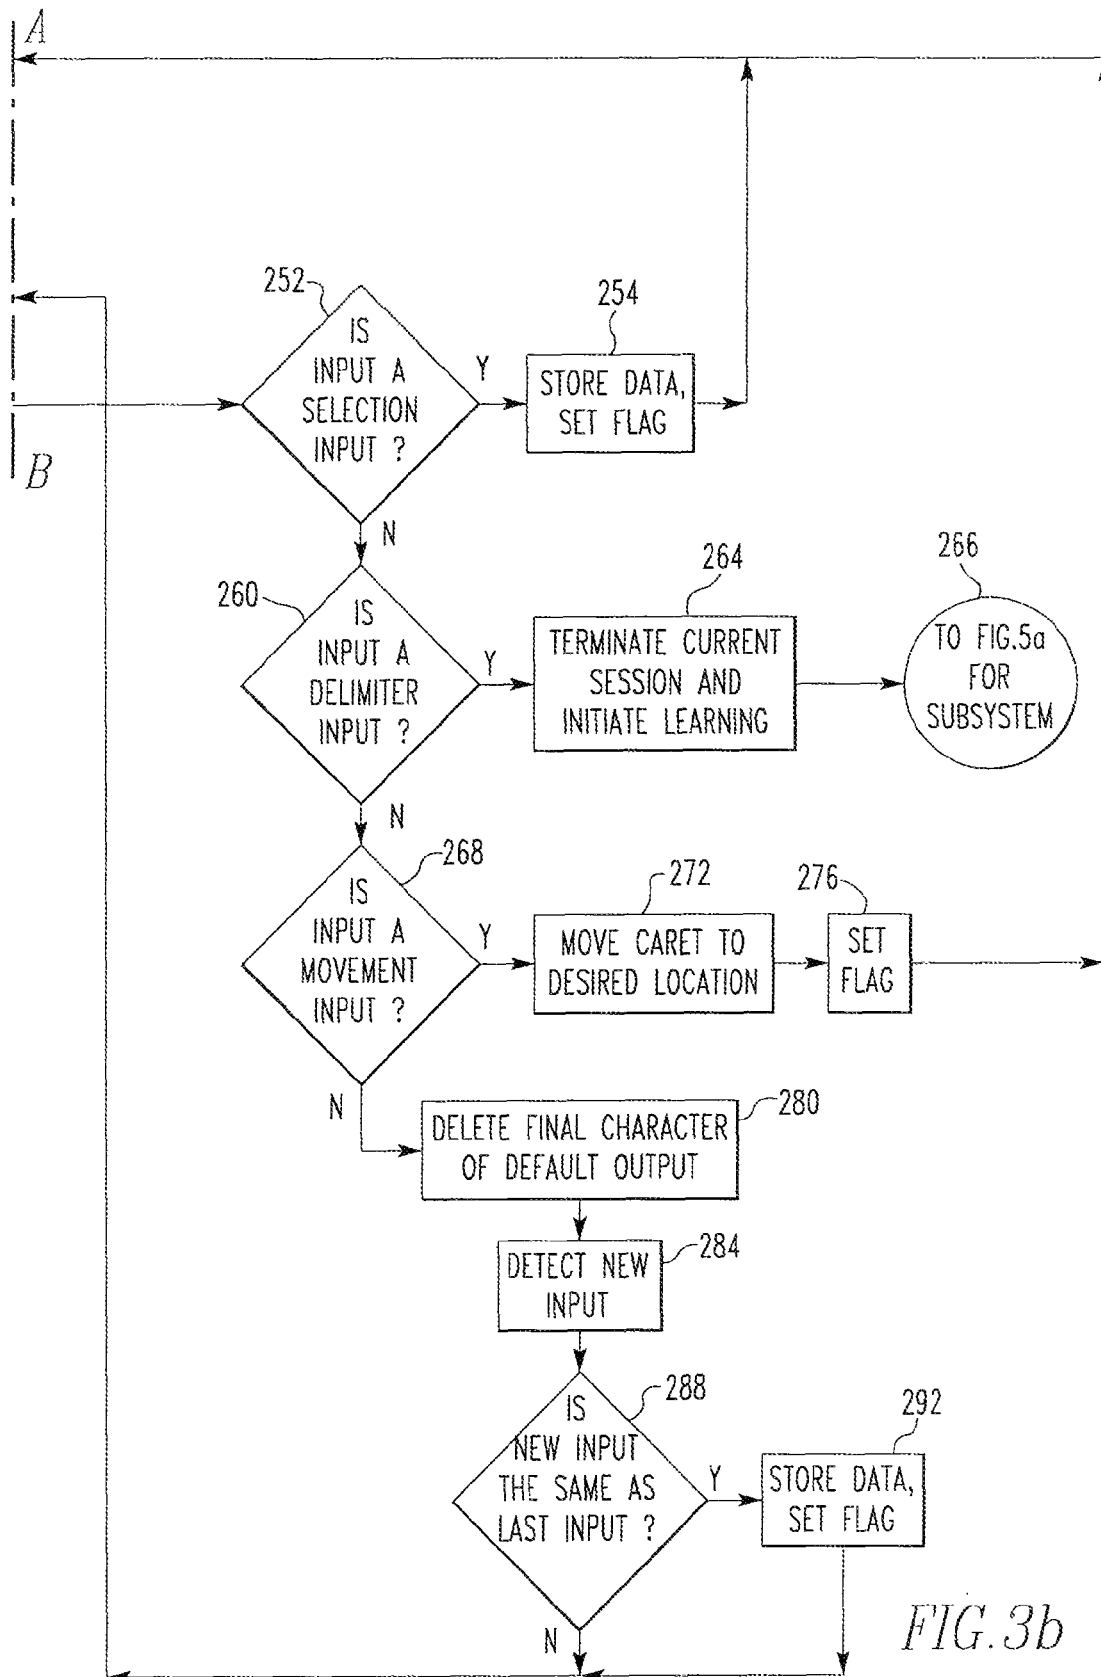 A
252
IS
INPUT A
SELECTION
INPUT ?
Y
254
STORE DATA,
SET FLAG
B
N
260
IS
INPUT A
DELIMITER
INPUT ?
Y
264
TERMINATE CURRENT
SESSION AND
INITIATE LEARNING
266
TO FIG.5a
FOR
SUBSYSTEM
N
268
IS
INPUT A
MOVEMENT
INPUT ?
Y
272
MOVE CARET TO
DESIRED LOCATION
276
SET
FLAG
N
280
DELETE FINAL CHARACTER
OF DEFAULT OUTPUT
284
DETECT NEW
INPUT
288
IS
NEW INPUT
THE SAME AS
LAST INPUT ?
Y
292
STORE DATA,
SET FLAG
N
FIG.3b